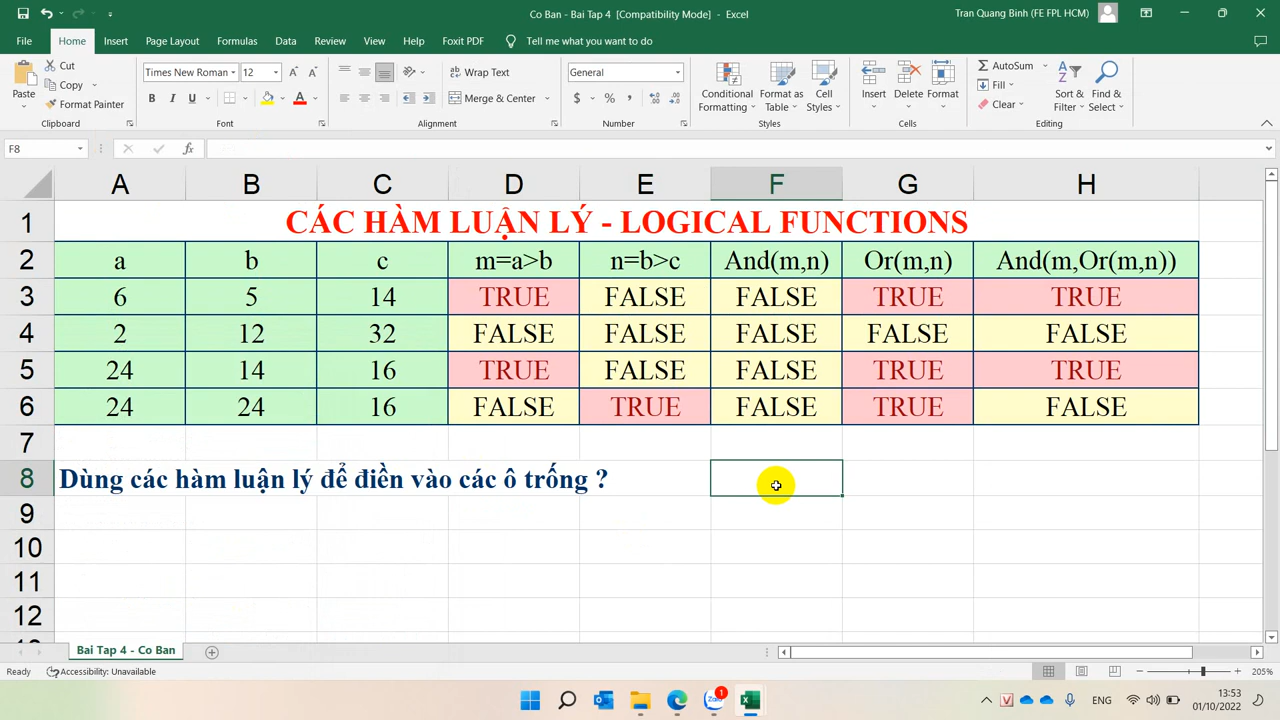 Co Ban - Bai Tap 4 [Compatibility Mode] - Excel
Tran Quang Binh (FE FPL HCM)
File Home Insert Page Layout Formulas Data Review View Help Foxit PDF Tell me what you want to do
Paste
Cut
Copy
Format Painter
Clipboard
Times New Roman 12
B I U
Font
Wrap Text
Merge & Center
Alignment
General
$ % ,
Number
Conditional Formatting
Format as Table
Cell Styles
Styles
Insert Delete Format
Cells
AutoSum
Fill
Clear
Sort & Filter
Find & Select
Editing
F8 fx
A B C D E F G H
1 CÁC HÀM LUẬN LÝ - LOGICAL FUNCTIONS
2 a b c m=a>b n=b>c And(m,n) Or(m,n) And(m,Or(m,n))
3 6 5 14 TRUE FALSE FALSE TRUE TRUE
4 2 12 32 FALSE FALSE FALSE FALSE FALSE
5 24 14 16 TRUE FALSE FALSE TRUE TRUE
6 24 24 16 FALSE TRUE FALSE TRUE FALSE
7
8 Dùng các hàm luận lý để điền vào các ô trống ?
9
10
11
12
Bai Tap 4 - Co Ban
Ready Accessibility: Unavailable 205%
1
ENG
13:53
01/10/2022